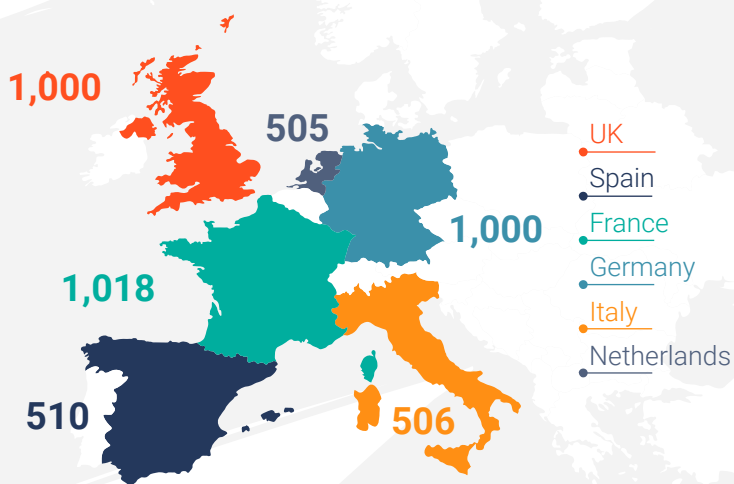 1,000
505
1,000
1,018
510
506
UK
Spain
France
Germany
Italy
Netherlands